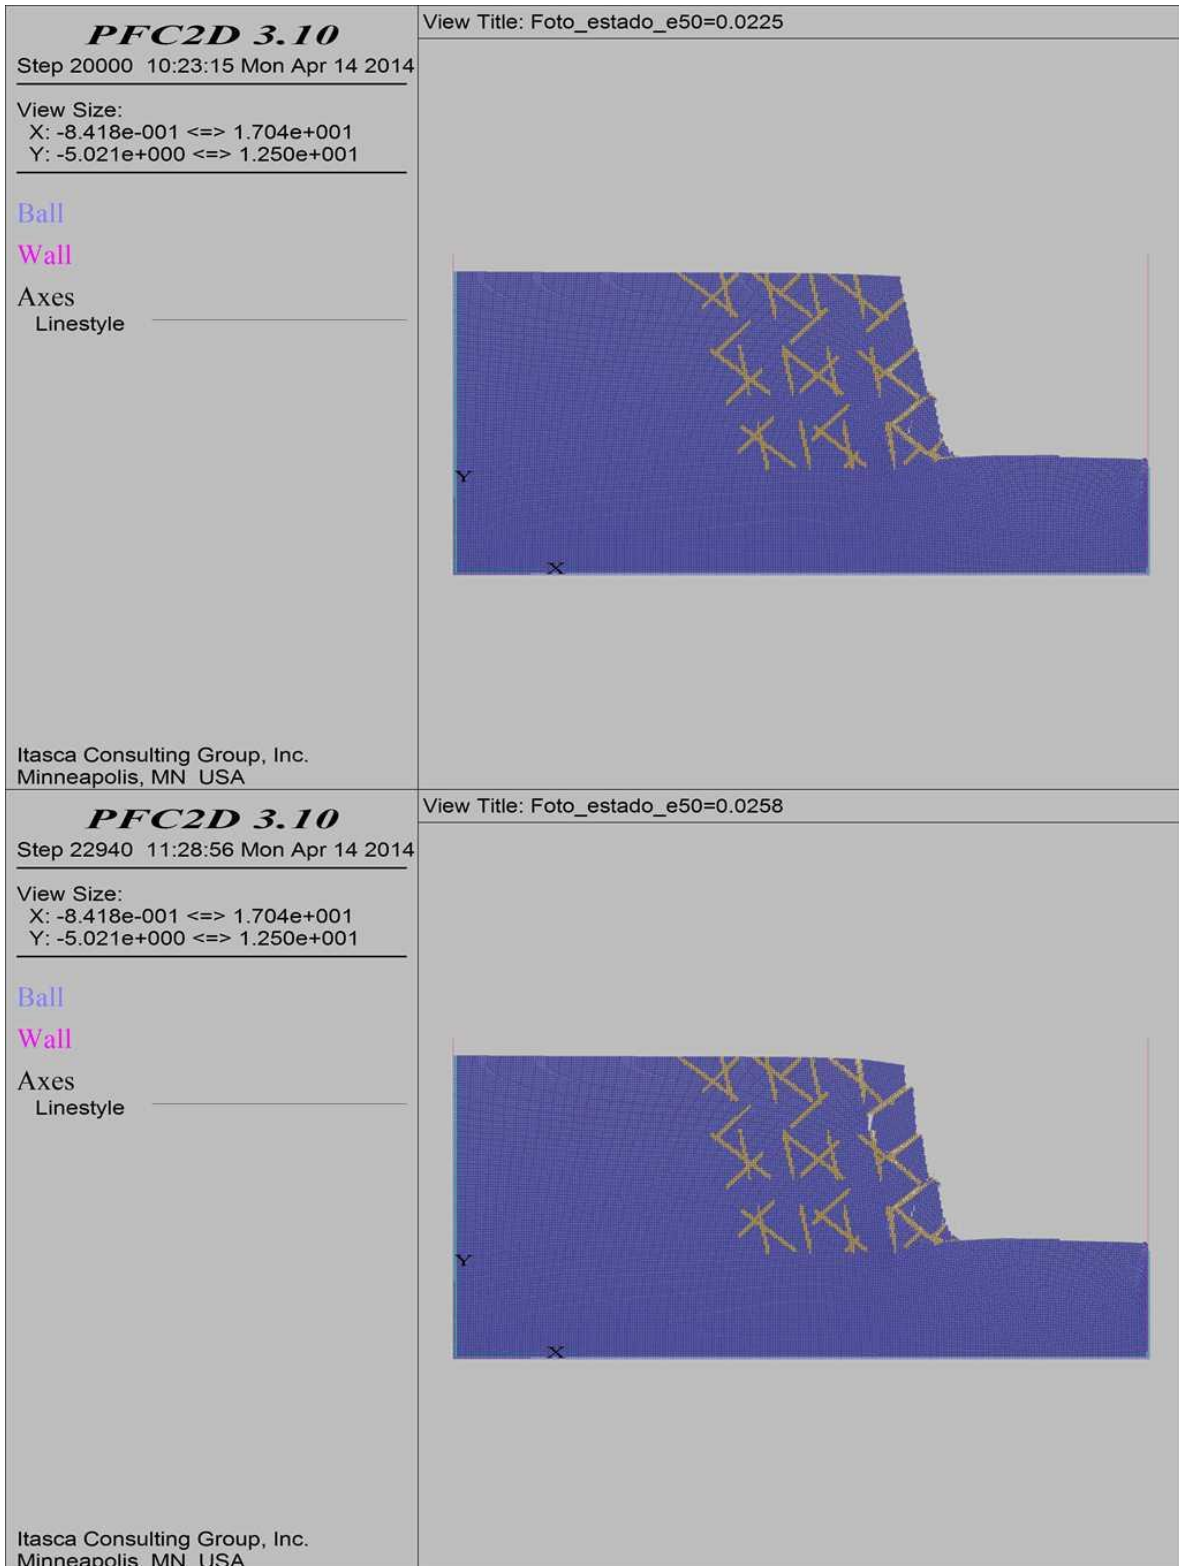 PFC2D 3.10
Step 20000 10:23:15 Mon Apr 14 2014
View Size:
X: -8.418e-001 <=> 1.704e+001
Y: -5.021e+000 <=> 1.250e+001
Ball
Wall
Axes
Linestyle
Itasca Consulting Group, Inc.
Minneapolis, MN USA
View Title: Foto_estado_e50=0.0225
Y
X
PFC2D 3.10
Step 22940 11:28:56 Mon Apr 14 2014
View Size:
X: -8.418e-001 <=> 1.704e+001
Y: -5.021e+000 <=> 1.250e+001
Ball
Wall
Axes
Linestyle
Itasca Consulting Group, Inc.
Minneapolis, MN USA
View Title: Foto_estado_e50=0.0258
Y
X